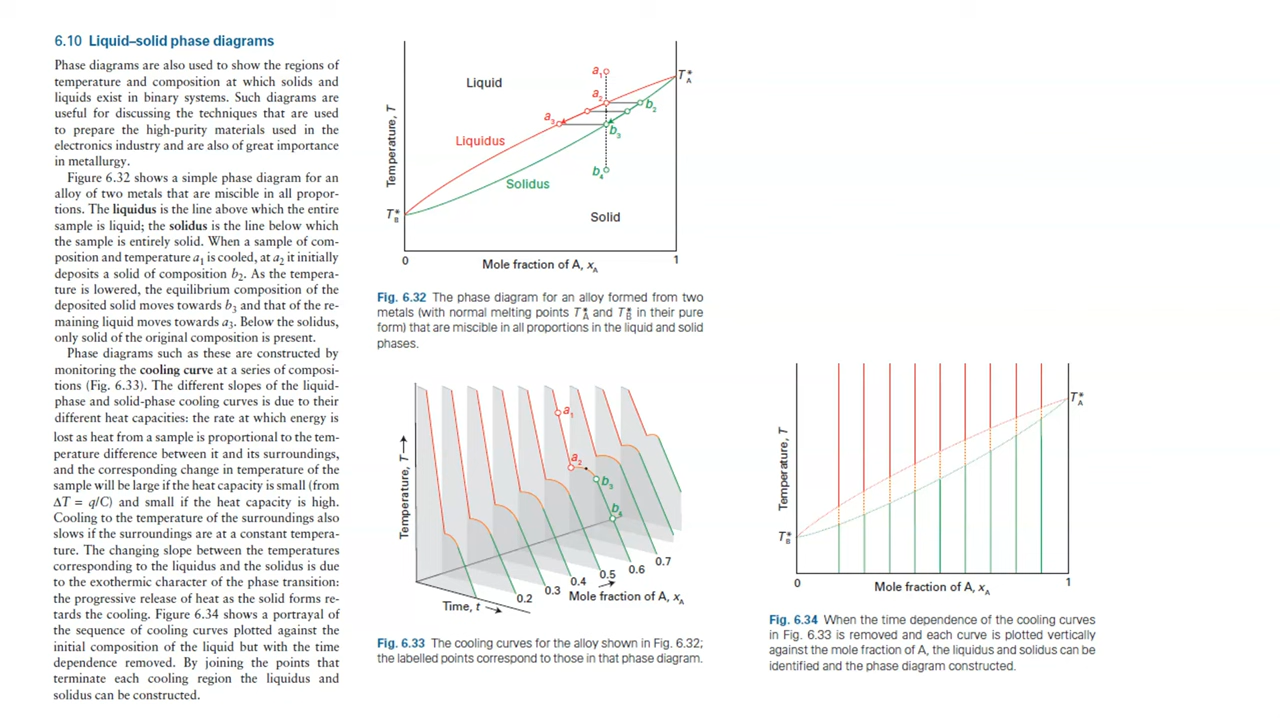 6.10 Liquid–solid phase diagrams
Phase diagrams are also used to show the regions of
temperature and composition at which solids and
liquids exist in binary systems. Such diagrams are
useful for discussing the techniques that are used
to prepare the high-purity materials used in the
electronics industry and are also of great importance
in metallurgy.
Figure 6.32 shows a simple phase diagram for an
alloy of two metals that are miscible in all propor-
tions. The liquidus is the line above which the entire
sample is liquid; the solidus is the line below which
the sample is entirely solid. When a sample of com-
position and temperature a1 is cooled, at a2 it initially
deposits a solid of composition b2. As the tempera-
ture is lowered, the equilibrium composition of the
deposited solid moves towards b3 and that of the re-
maining liquid moves towards a3. Below the solidus,
only solid of the original composition is present.
Phase diagrams such as these are constructed by
monitoring the cooling curve at a series of composi-
tions (Fig. 6.33). The different slopes of the liquid-
phase and solid-phase cooling curves is due to their
different heat capacities: the rate at which energy is
lost as heat from a sample is proportional to the tem-
perature difference between it and its surroundings,
and the corresponding change in temperature of the
sample will be large if the heat capacity is small (from
ΔT = q/C) and small if the heat capacity is high.
Cooling to the temperature of the surroundings also
slows if the surroundings are at a constant tempera-
ture. The changing slope between the temperatures
corresponding to the liquidus and the solidus is due
to the exothermic character of the phase transition:
the progressive release of heat as the solid forms re-
tards the cooling. Figure 6.34 shows a portrayal of
the sequence of cooling curves plotted against the
initial composition of the liquid but with the time
dependence removed. By joining the points that
terminate each cooling region the liquidus and
solidus can be constructed.
Temperature, T
Liquid
a1
T*A
a2
b2
a3
b3
Liquidus
b4
Solidus
T*B
Solid
0
Mole fraction of A, xA
1
Fig. 6.32 The phase diagram for an alloy formed from two
metals (with normal melting points T*A and T*B in their pure
form) that are miscible in all proportions in the liquid and solid
phases.
Temperature, T
a1
a2
b3
b4
0.7
0.6
0.5
0.4
0.3
0.2
Mole fraction of A, xA
Time, t
Fig. 6.33 The cooling curves for the alloy shown in Fig. 6.32;
the labelled points correspond to those in that phase diagram.
Temperature, T
T*A
T*B
0
Mole fraction of A, xA
1
Fig. 6.34 When the time dependence of the cooling curves
in Fig. 6.33 is removed and each curve is plotted vertically
against the mole fraction of A, the liquidus and solidus can be
identified and the phase diagram constructed.